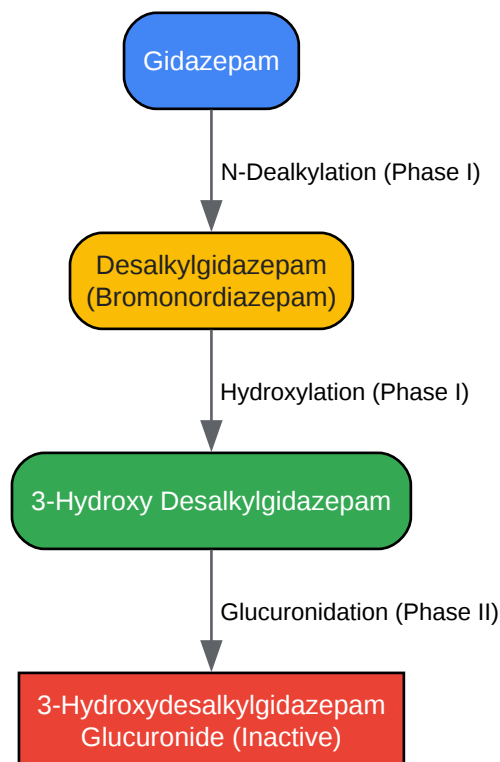 Gidazepam
N-Dealkylation (Phase I)
Desalkylgidazepam
(Bromonordiazepam)
Hydroxylation (Phase I)
3-Hydroxy Desalkylgidazepam
Glucuronidation (Phase II)
3-Hydroxydesalkylgidazepam
Glucuronide (Inactive)